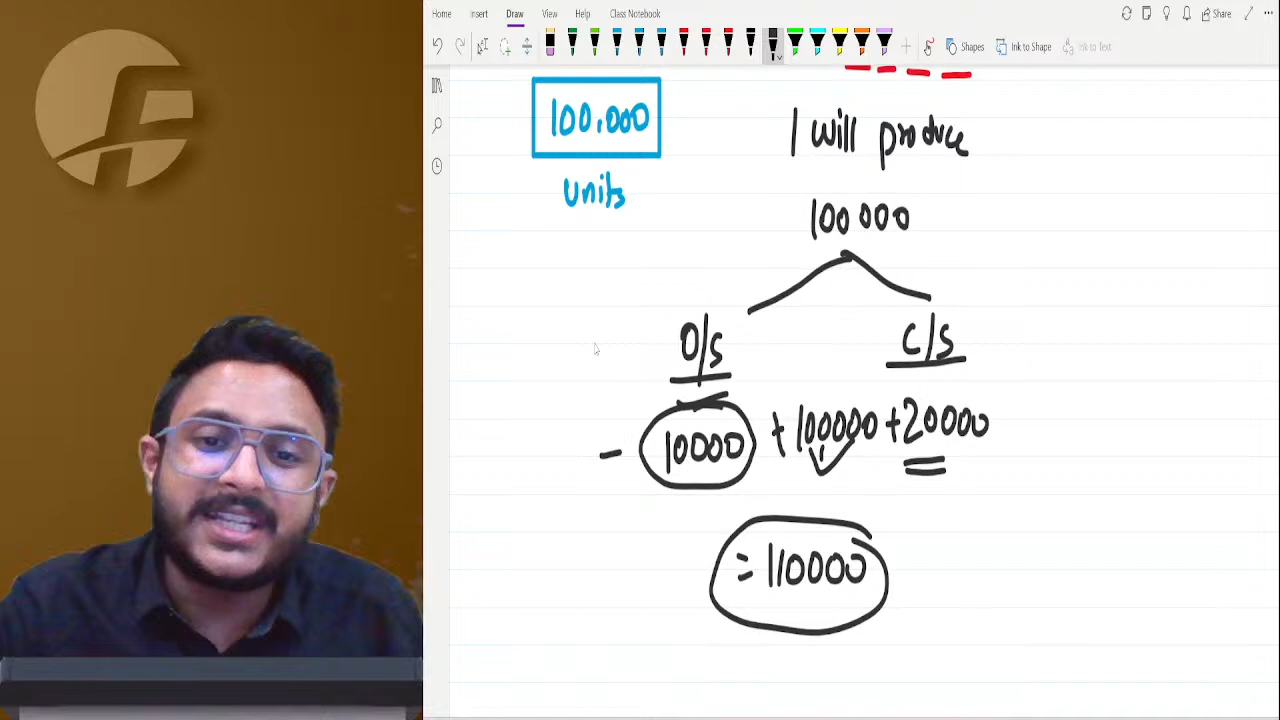 Home Insert Draw View Help Class Notebook Share
Shapes Ink to Shape Ink to Text
100,000
units
I will produce
100 000
O/S C/S
- 10000 + 100000 + 20000
= 110000